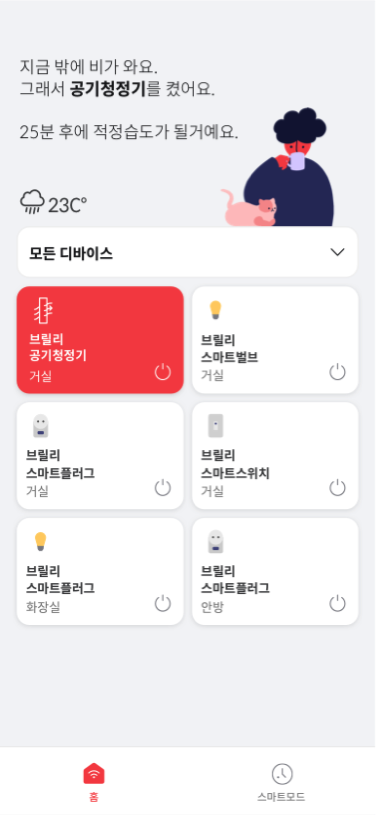 지금 밖에 비가 와요.
그래서 공기청정기를 켰어요.
25분 후에 적정습도가 될거예요.
23C°
모든 디바이스
브릴리
공기청정기
거실
브릴리
스마트벌브
거실
브릴리
스마트플러그
거실
브릴리
스마트스위치
거실
브릴리
스마트플러그
화장실
브릴리
스마트플러그
안방
홈
스마트모드